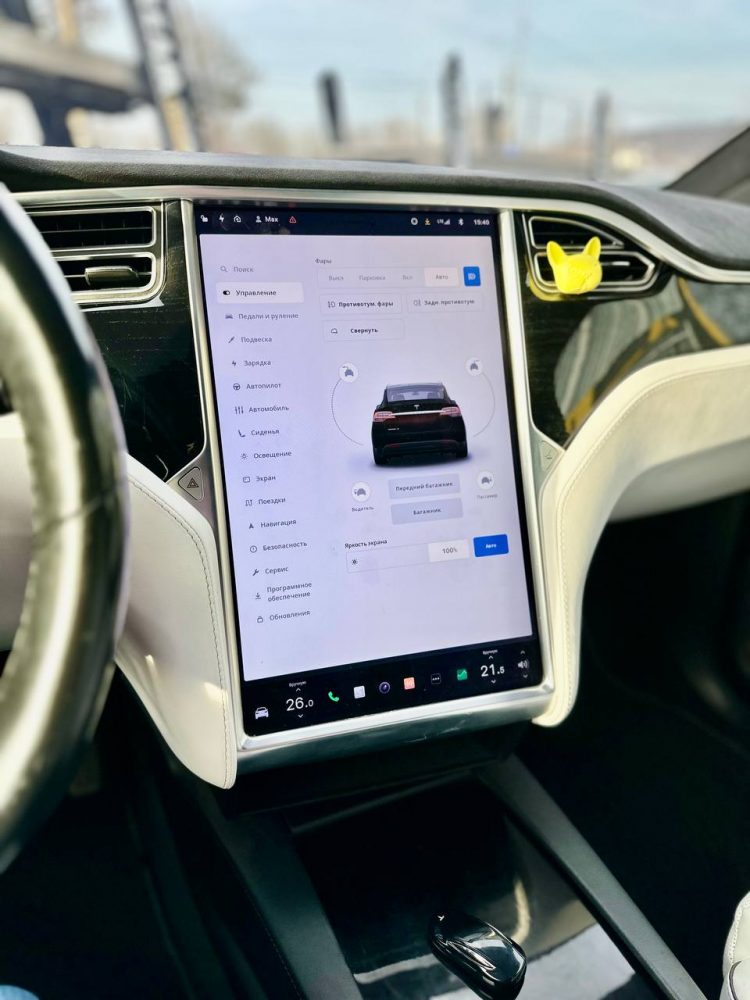 Max
LTE
15:40
Поиск
Фары
Выкл
Парковка
Вкл
Авто
Управление
Противотум. фары
Задн. противотум.
Педали и руление
Свернуть
Подвеска
Зарядка
Автопилот
Автомобиль
Сиденья
Освещение
Экран
Поездки
Навигация
Безопасность
Сервис
Программное
обеспечение
Обновления
Передний багажник
Багажник
Водитель
Пассажир
Яркость экрана
100%
Авто
Вручную
26.0
Вручную
21.5